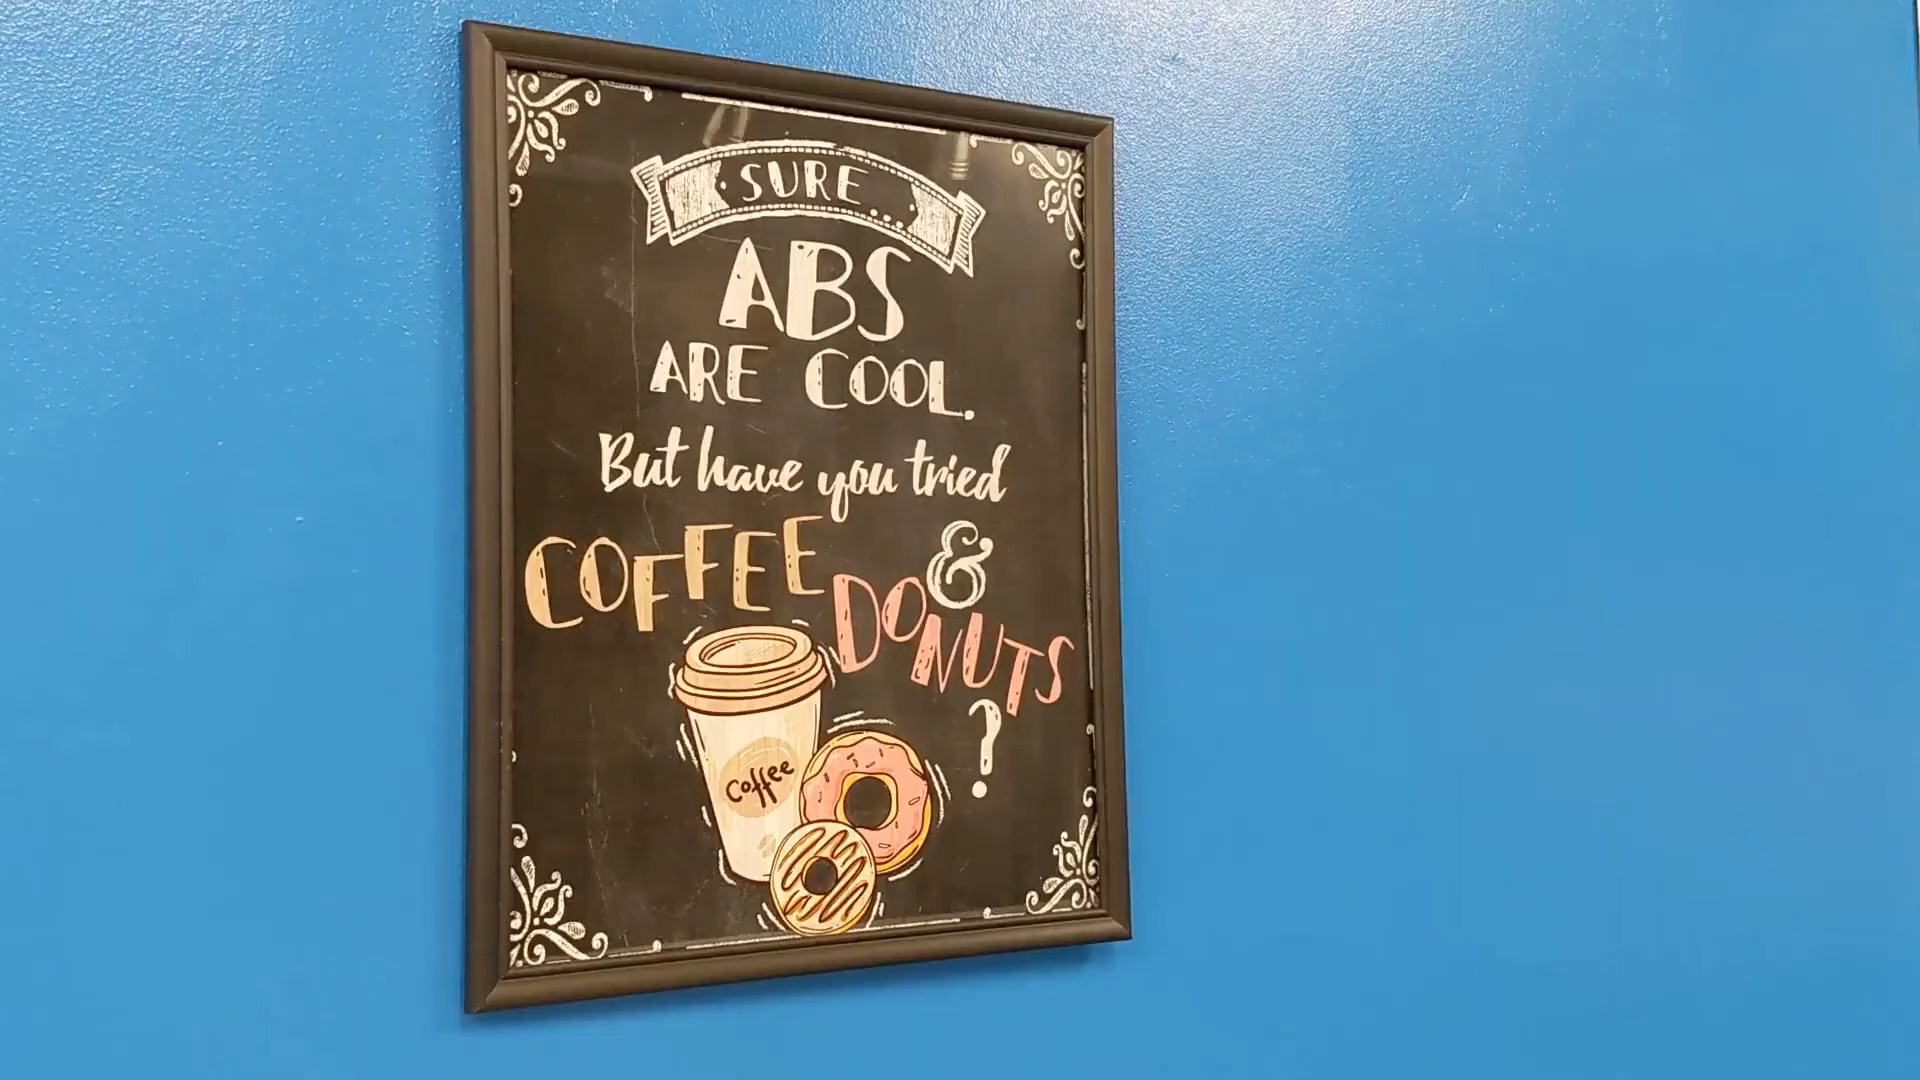 ·SURE...
ABS
ARE COOL.
But have you tried
COFFEE &
DONUTS
?
Coffee